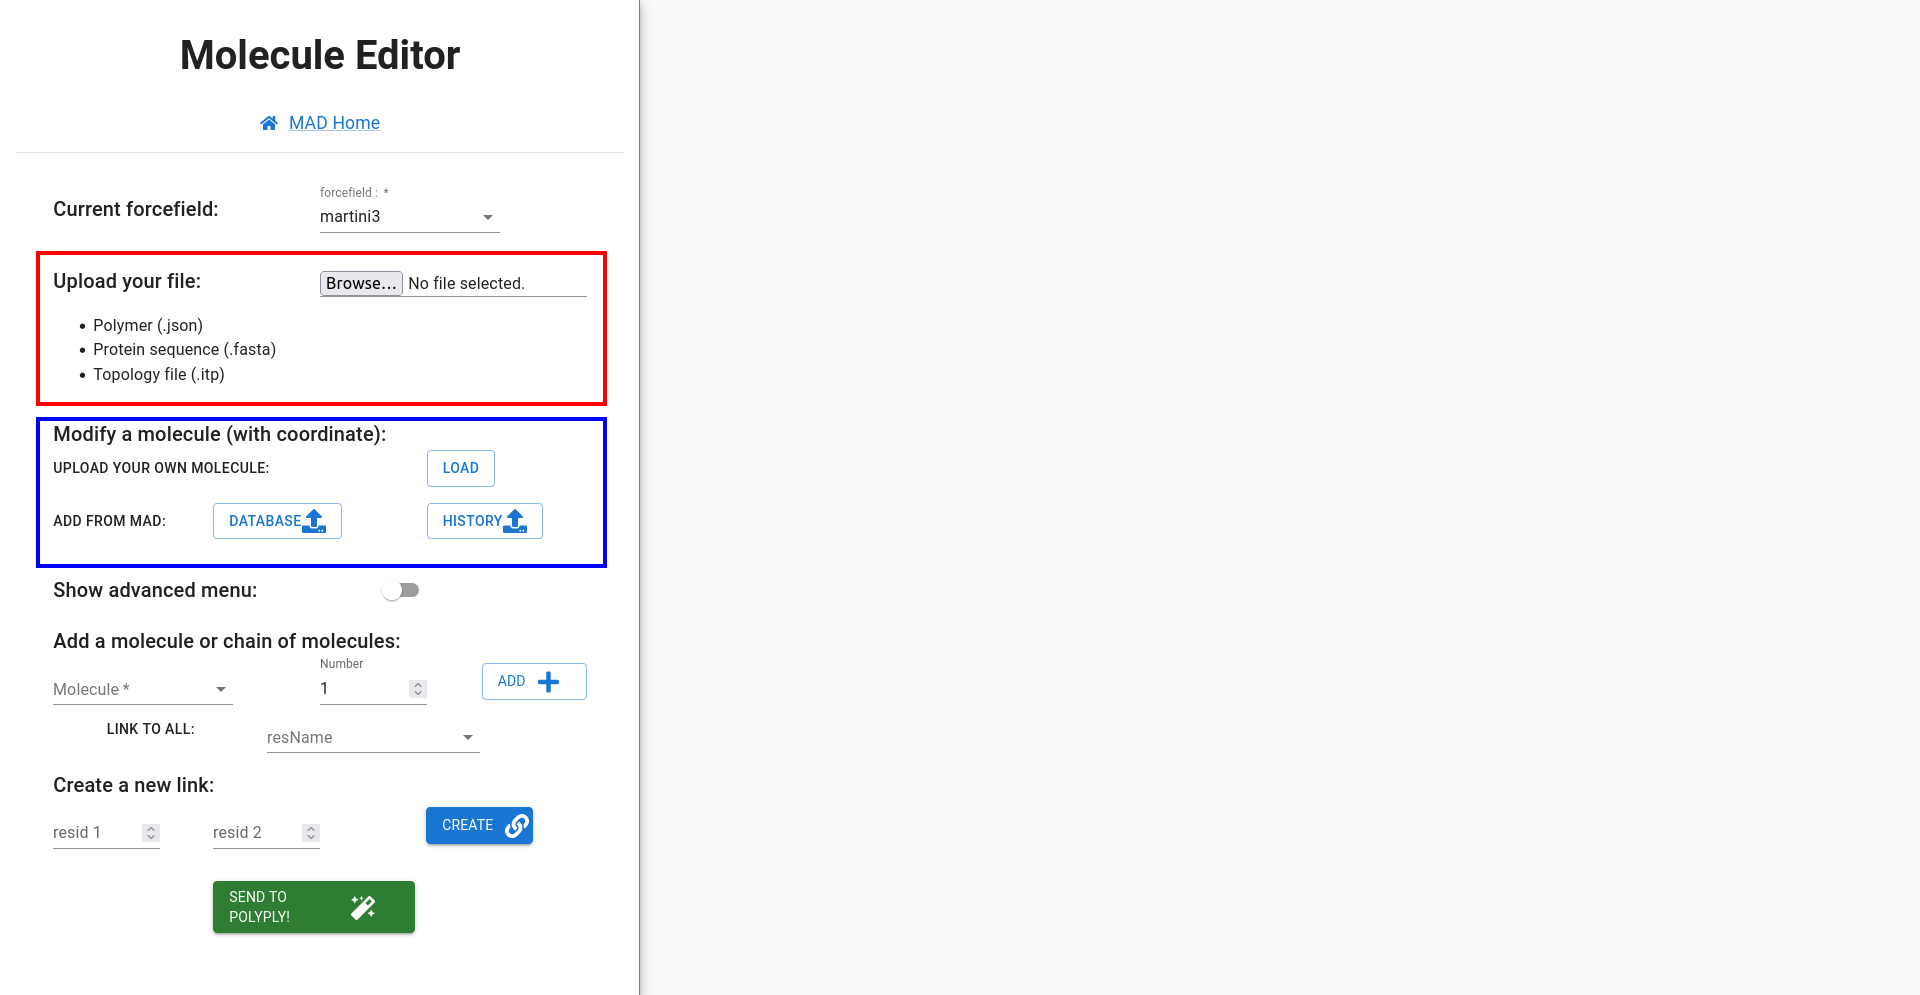 Molecule Editor
MAD Home
forcefield : *
Current forcefield:
martini3
Upload your file:
Browse... No file selected.
Polymer (.json)
Protein sequence (.fasta)
Topology file (.itp)
Modify a molecule (with coordinate):
UPLOAD YOUR OWN MOLECULE:
LOAD
ADD FROM MAD:
DATABASE
HISTORY
Show advanced menu:
Add a molecule or chain of molecules:
Number
Molecule *
1
ADD
LINK TO ALL:
resName
Create a new link:
resid 1
resid 2
CREATE
SEND TO
POLYPLY!